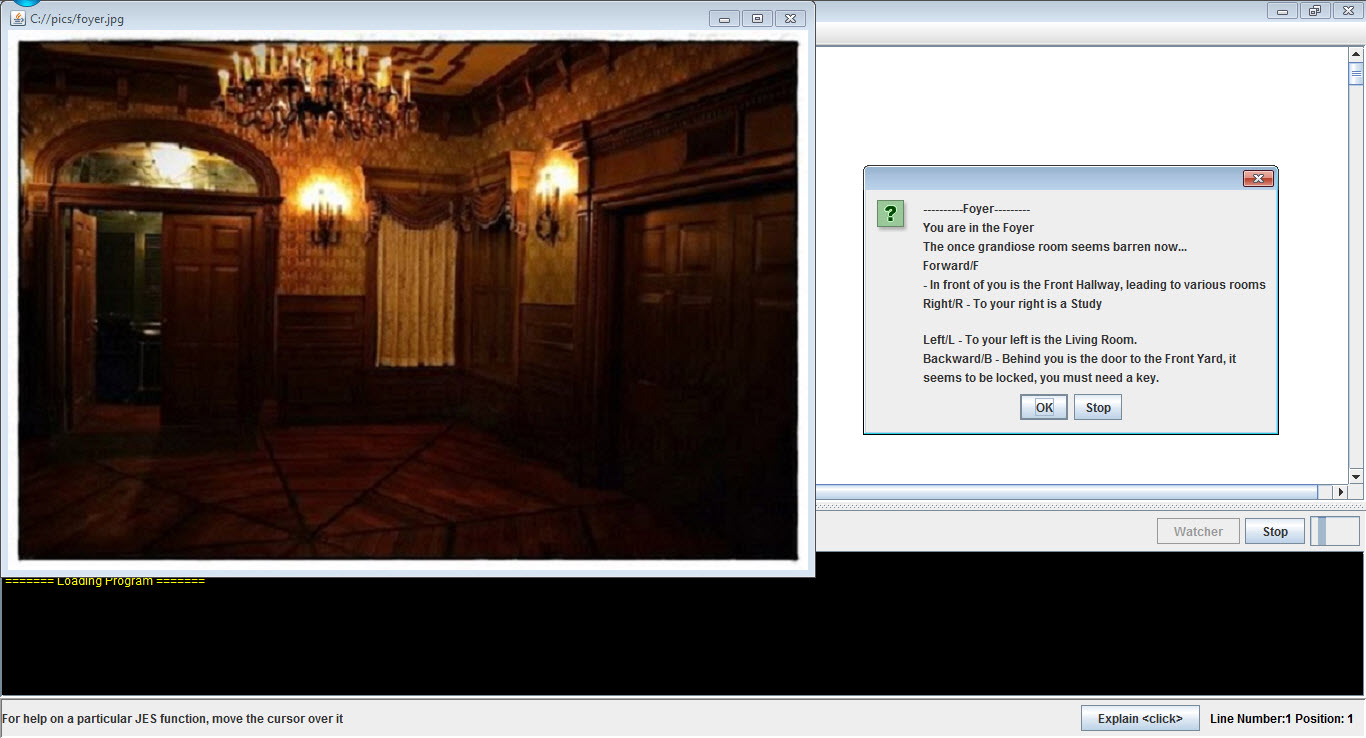 C://pics/foyer.jpg
?
----------Foyer---------
You are in the Foyer
The once grandiose room seems barren now...
Forward/F
- In front of you is the Front Hallway, leading to various rooms
Right/R - To your right is a Study
Left/L - To your left is the Living Room.
Backward/B - Behind you is the door to the Front Yard, it
seems to be locked, you must need a key.
OK Stop
Watcher Stop
======= Loading Program =======
For help on a particular JES function, move the cursor over it
Explain <click> Line Number:1 Position: 1